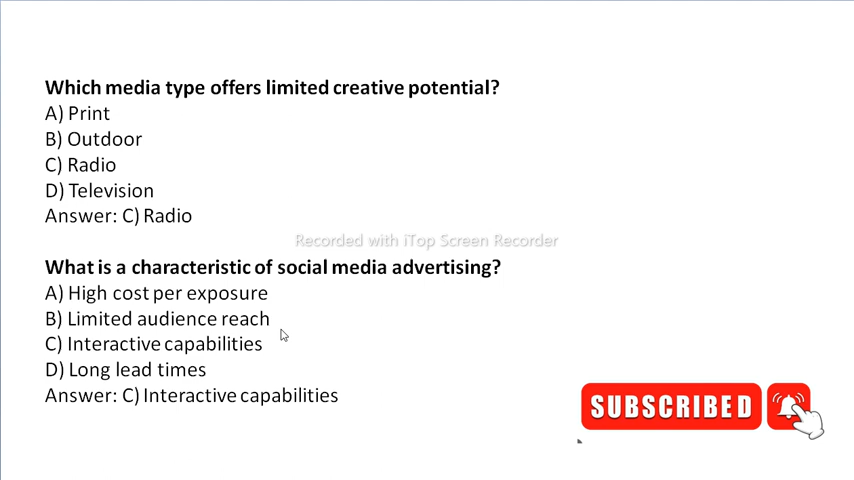 Which media type offers limited creative potential?
A) Print
B) Outdoor
C) Radio
D) Television
Answer: C) Radio
Recorded with iTop Screen Recorder
What is a characteristic of social media advertising?
A) High cost per exposure
B) Limited audience reach
C) Interactive capabilities
D) Long lead times
Answer: C) Interactive capabilities
SUBSCRIBED